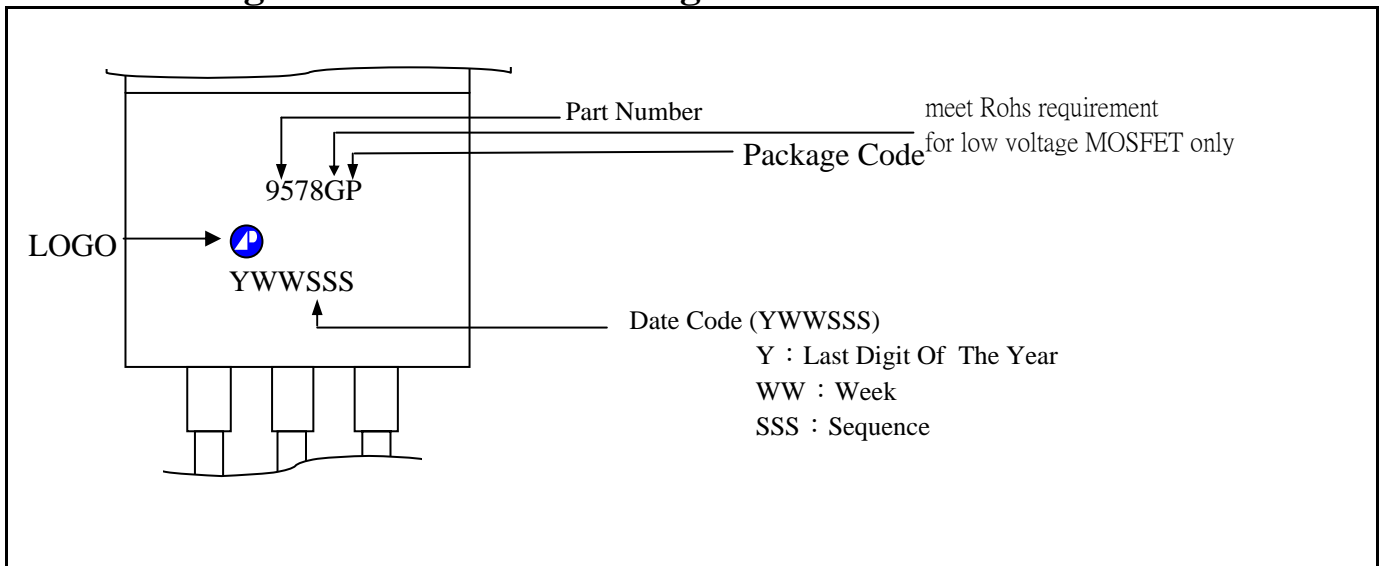 Part Number
meet Rohs requirement
for low voltage MOSFET only
Package Code
9578GP
LOGO
YWWSSS
Date Code (YWWSSS)
Y：Last Digit Of The Year
WW：Week
SSS：Sequence